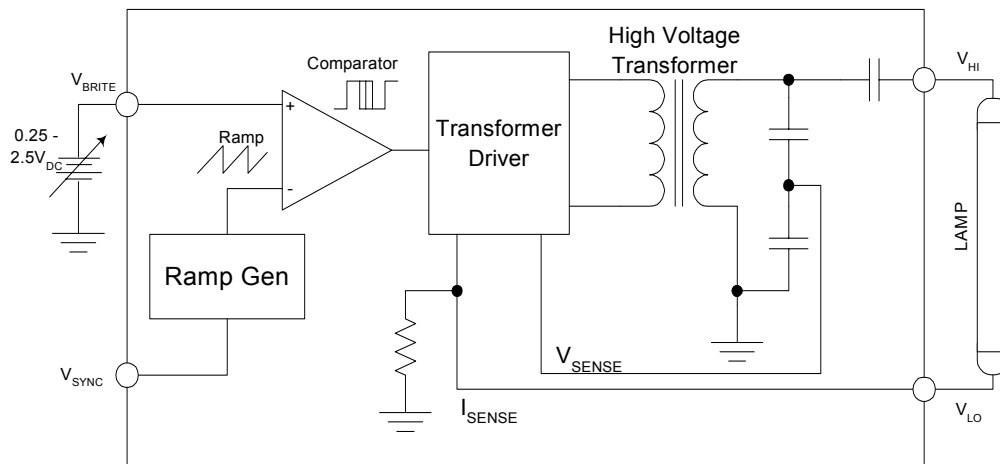 High Voltage
Transformer
V_HI
V_BRITE
Comparator
+
0.25 -
2.5V_DC
Ramp
-
Transformer
Driver
LAMP
Ramp Gen
V_SENSE
V_SYNC
I_SENSE
V_LO